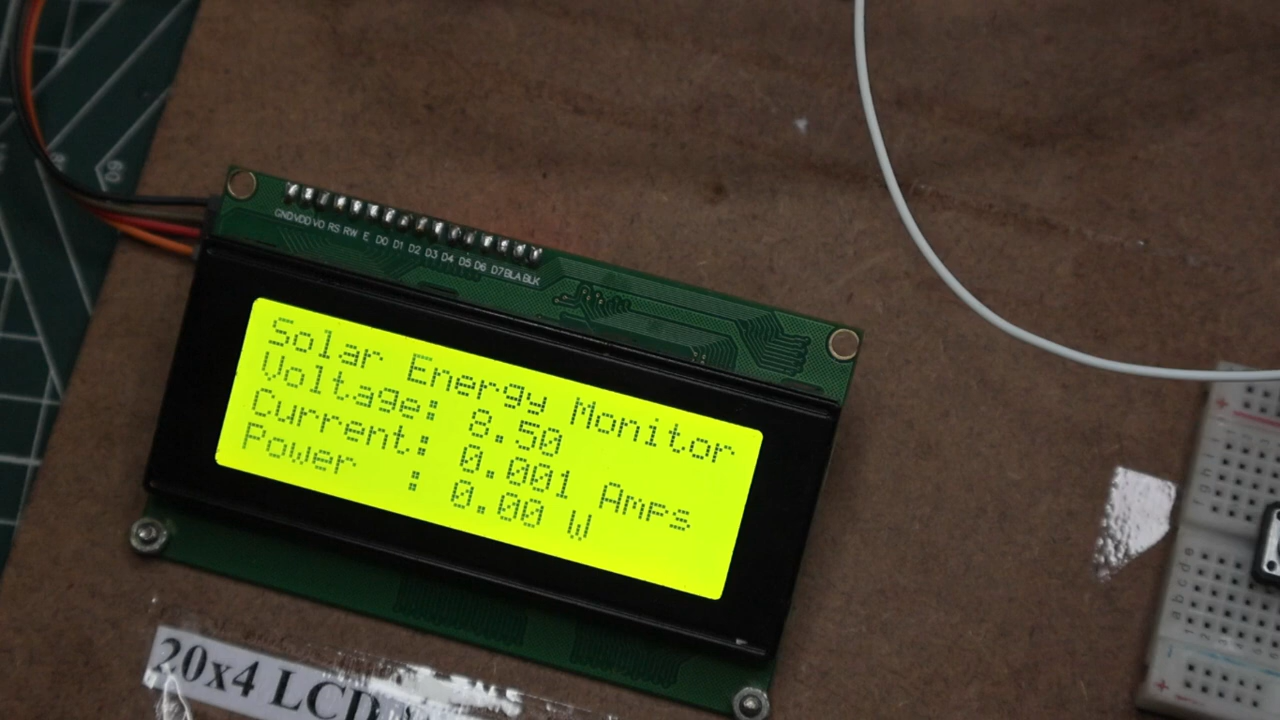 GND VDD VO RS RW E D0 D1 D2 D3 D4 D5 D6 D7 BLA BLK
Solar Energy Monitor
Voltage: 8.50
Current: 0.001 Amps
Power  : 0.00 W
20x4 LCD